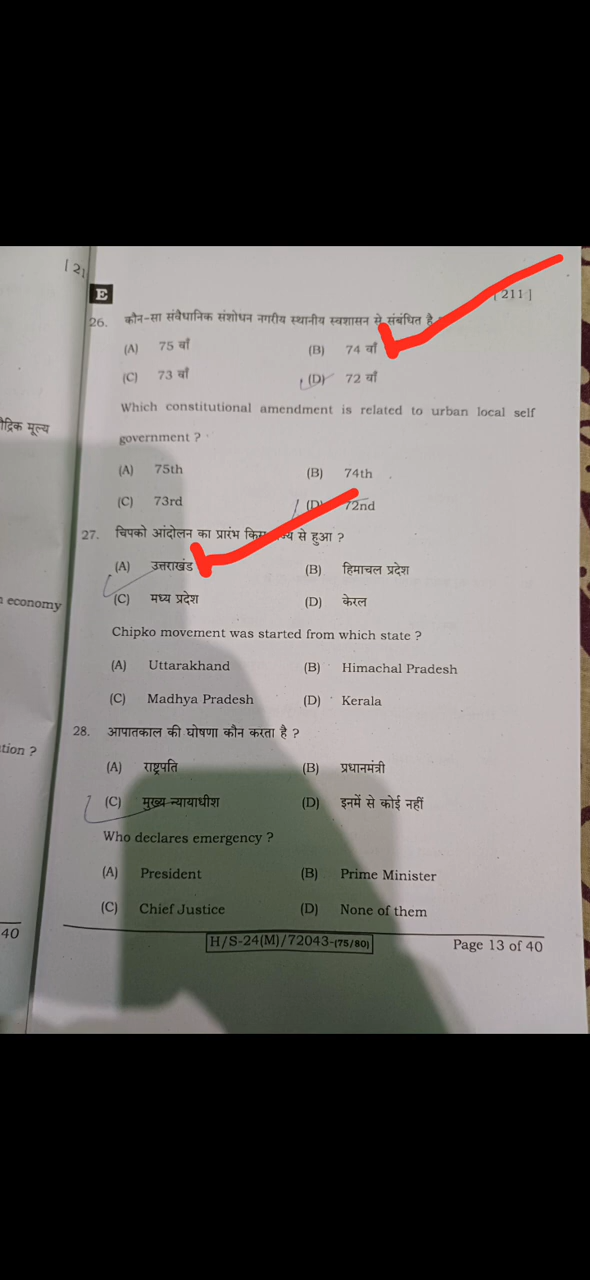 | 21
E
[ 211 ]
26. कौन-सा संवैधानिक संशोधन नगरीय स्थानीय स्वशासन से संबंधित है
(A) 75 वाँ (B) 74 वाँ
(C) 73 वाँ (D) 72 वाँ
Which constitutional amendment is related to urban local self
government ?
(A) 75th (B) 74th
(C) 73rd (D) 72nd
27. चिपको आंदोलन का प्रारंभ किस से हुआ ?
(A) उत्तराखंड (B) हिमाचल प्रदेश
(C) मध्य प्रदेश (D) केरल
Chipko movement was started from which state ?
(A) Uttarakhand (B) Himachal Pradesh
(C) Madhya Pradesh (D) Kerala
28. आपातकाल की घोषणा कौन करता है ?
(A) राष्ट्रपति (B) प्रधानमंत्री
(C) मुख्य न्यायाधीश (D) इनमें से कोई नहीं
Who declares emergency ?
(A) President (B) Prime Minister
(C) Chief Justice (D) None of them
H/S-24(M)/72043-(75/80) Page 13 of 40
मूल्य
economy
tion ?
40